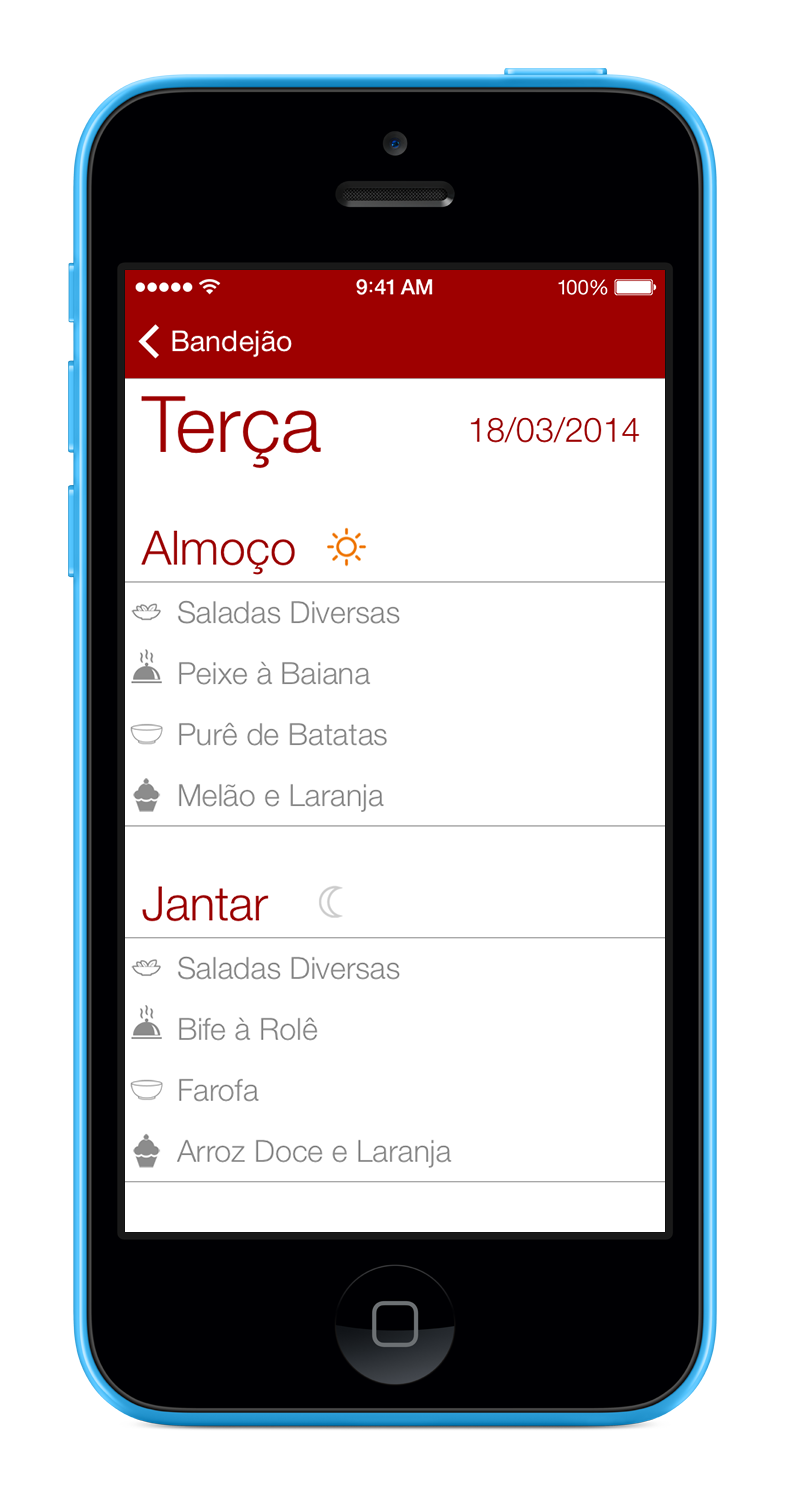 9:41 AM 100%
Bandejão
Terça 18/03/2014
Almoço
Saladas Diversas
Peixe à Baiana
Purê de Batatas
Melão e Laranja
Jantar
Saladas Diversas
Bife à Rolê
Farofa
Arroz Doce e Laranja